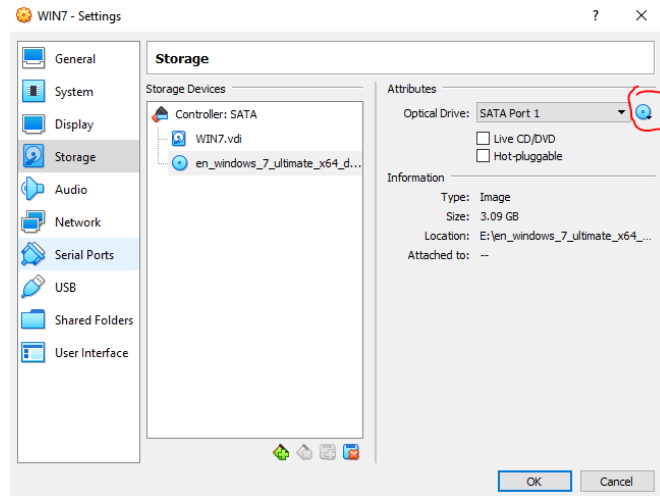 WIN7 - Settings
General
System
Display
Storage
Audio
Network
Serial Ports
USB
Shared Folders
User Interface
Storage
Storage Devices
Controller: SATA
WIN7.vdi
en_windows_7_ultimate_x64_d...
Attributes
Optical Drive: SATA Port 1
Live CD/DVD
Hot-pluggable
Information
Type: Image
Size: 3.09 GB
Location: E:\en_windows_7_ultimate_x64_...
Attached to: --
OK Cancel